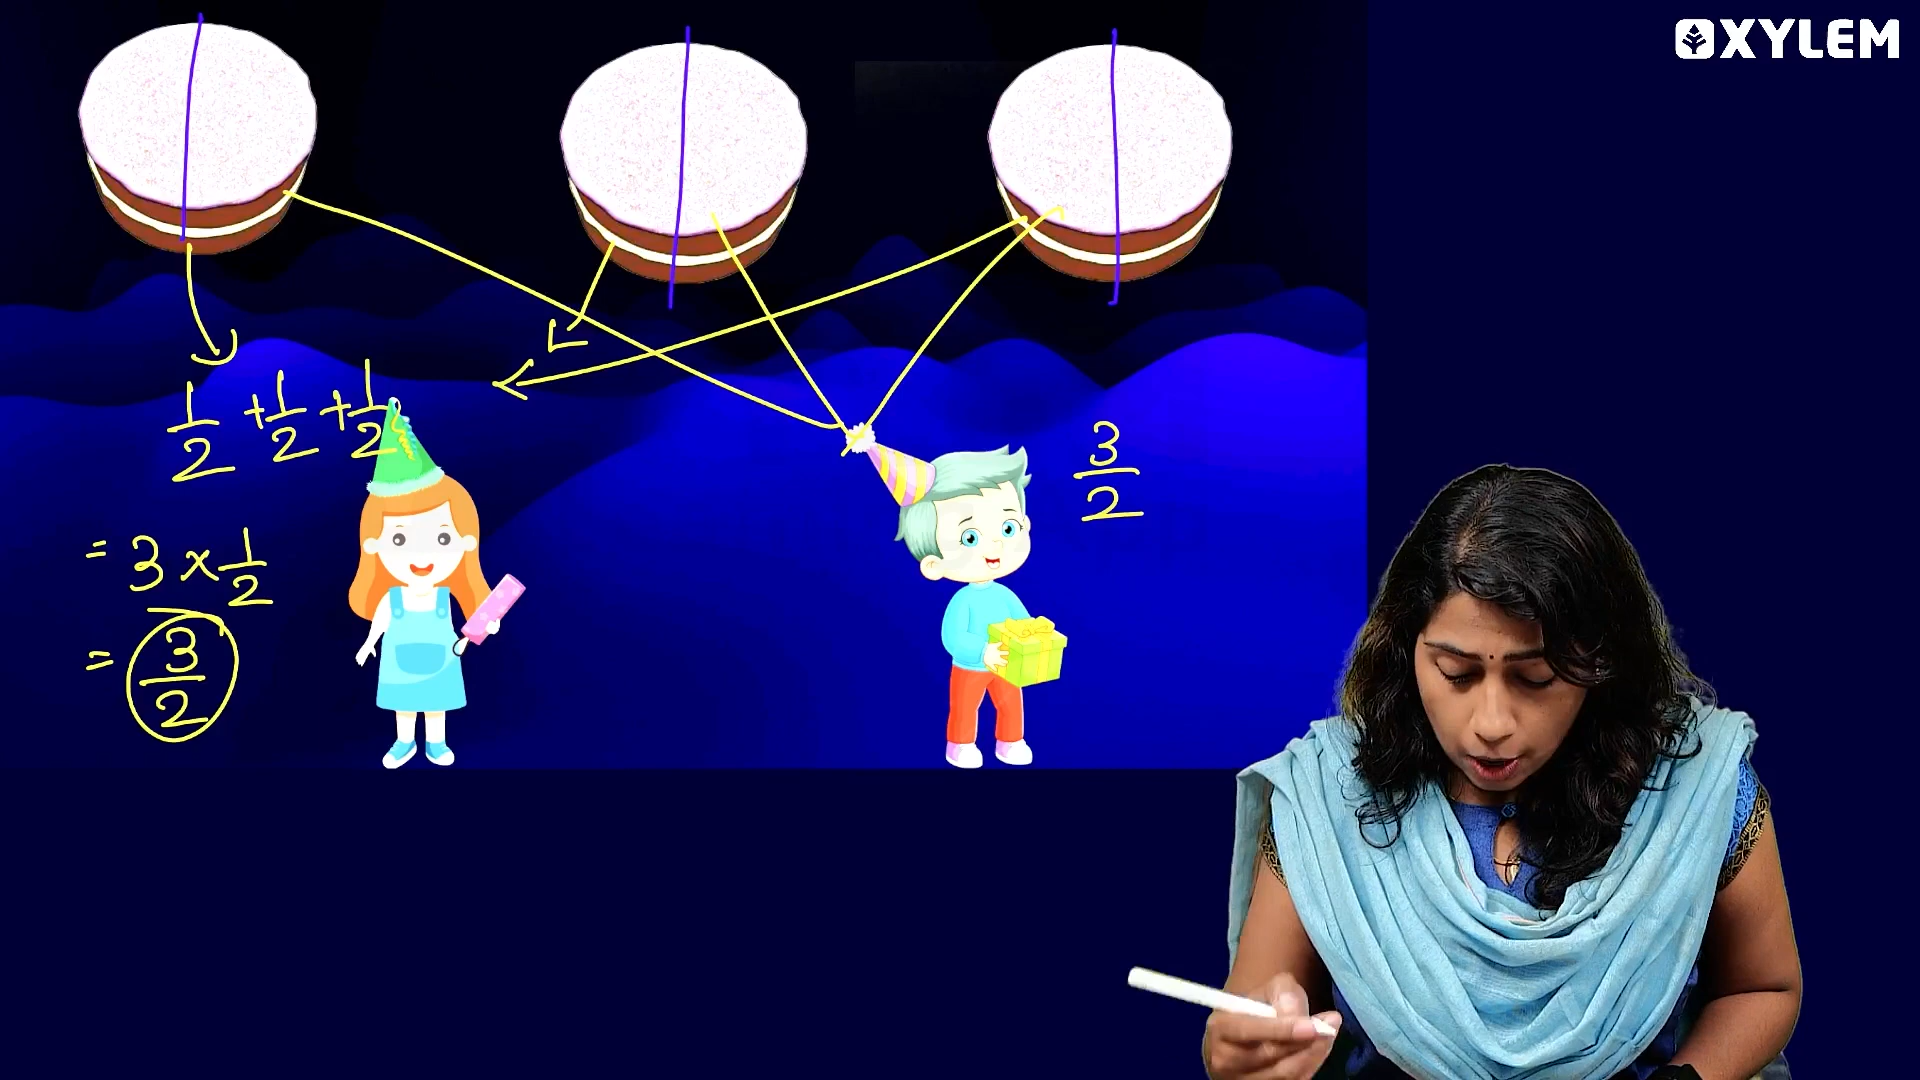 XYLEM
1/2 + 1/2 + 1/2
3/2
= 3 × 1/2
= 3/2